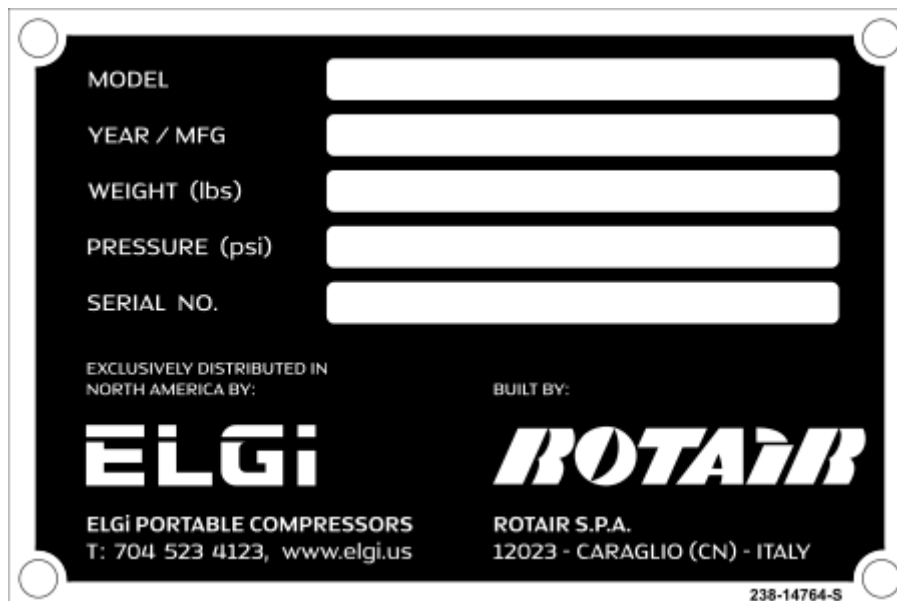 MODEL
YEAR / MFG
WEIGHT (lbs)
PRESSURE (psi)
SERIAL NO.
EXCLUSIVELY DISTRIBUTED IN
NORTH AMERICA BY:
ELGi
ELGi PORTABLE COMPRESSORS
T: 704 523 4123, www.elgi.us
BUILT BY:
ROTAiR
ROTAIR S.P.A.
12023 - CARAGLIO (CN) - ITALY
238-14764-S